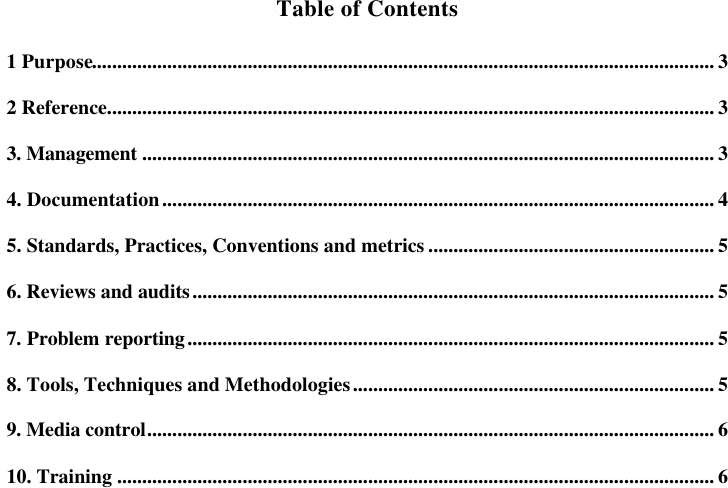 Table of Contents
1 Purpose.............................................................................................................................. 3
2 Reference........................................................................................................................... 3
3. Management .................................................................................................................... 3
4. Documentation................................................................................................................ 4
5. Standards, Practices, Conventions and metrics .......................................................... 5
6. Reviews and audits.......................................................................................................... 5
7. Problem reporting........................................................................................................... 5
8. Tools, Techniques and Methodologies......................................................................... 5
9. Media control................................................................................................................... 6
10. Training ......................................................................................................................... 6